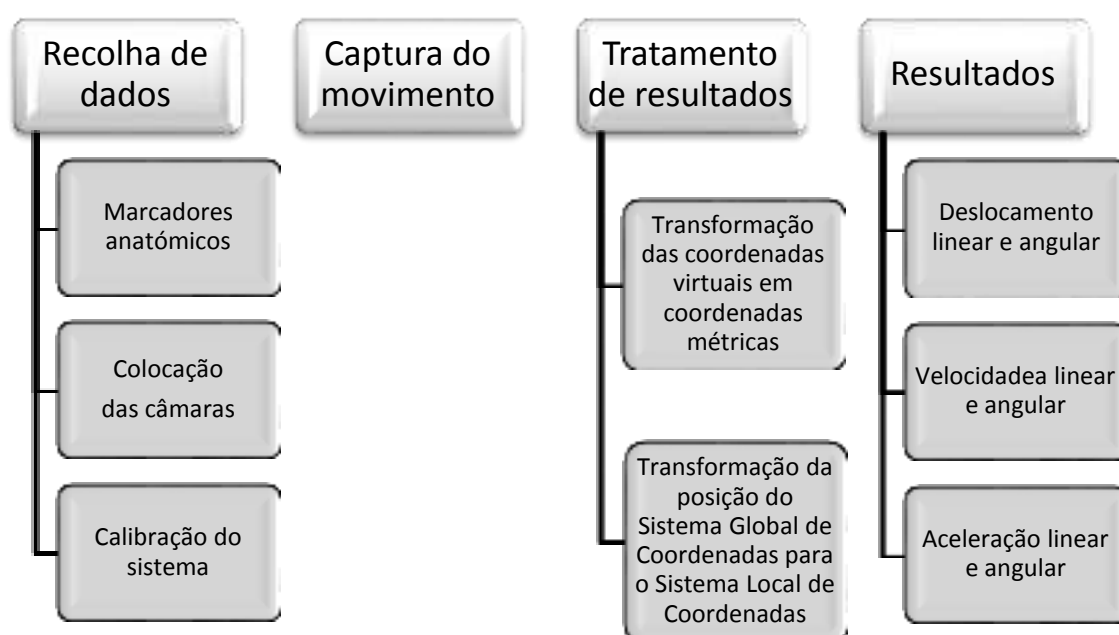 Recolha de
dados
Marcadores
anatómicos
Colocação
das câmaras
Calibração do
sistema
Captura do
movimento
Tratamento
de resultados
Transformação
das coordenadas
virtuais em
coordenadas
métricas
Transformação da
posição do
Sistema Global de
Coordenadas para
o Sistema Local de
Coordenadas
Resultados
Deslocamento
linear e angular
Velocidadea linear
e angular
Aceleração linear
e angular